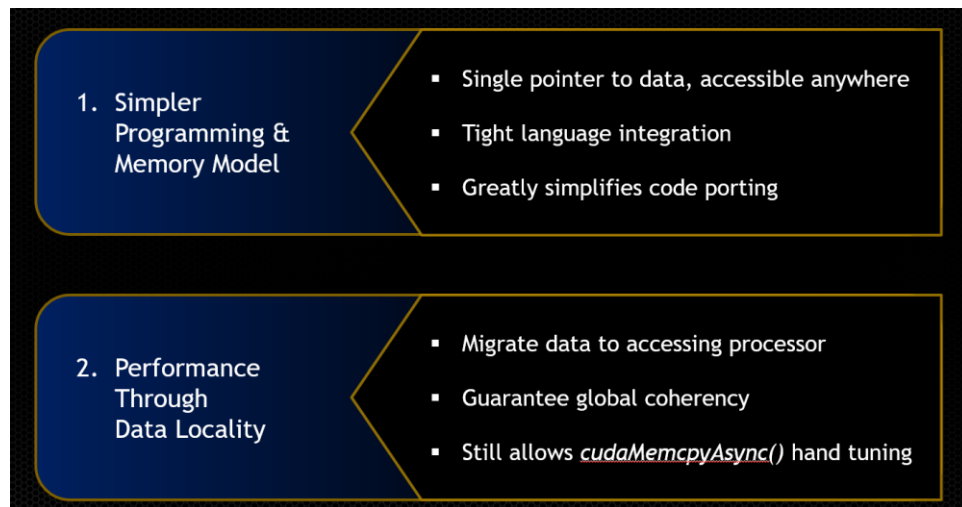 1. Simpler
Programming &
Memory Model
▪ Single pointer to data, accessible anywhere
▪ Tight language integration
▪ Greatly simplifies code porting
2. Performance
Through
Data Locality
▪ Migrate data to accessing processor
▪ Guarantee global coherency
▪ Still allows cudaMemcpyAsync() hand tuning